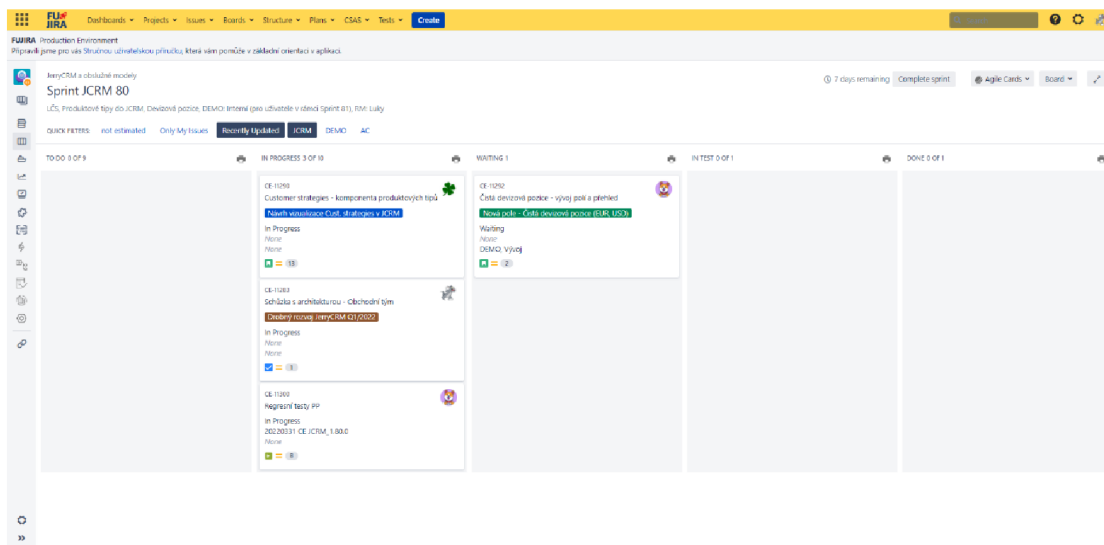 FU
JIRA
Dashboards Projects Issues Boards Structure Plans CSAS Tests Create
FUJIRA Production Environment
Připravili jsme pro vás Stručnou uživatelskou příručku, která vám pomůže v základní orientaci v aplikaci.
JerryCRM a obslužné modely
Sprint JCRM 80
7 days remaining Complete sprint Agile Cards Board
LČS, Produktové tipy do JCRM, Devizová pozice, DEMO: Interní (pro uživatele v rámci Sprint 81), RM: Luky
QUICK FILTERS: not estimated Only My Issues Recently Updated JCRM DEMO AC
TO DO 0 OF 9 IN PROGRESS 3 OF 10 WAITING 1 IN TEST 0 OF 1 DONE 0 OF 1
CE-11290
Customer strategies - komponenta produktových tipů
Návrh vizualizace Cust. strategies v JCRM
In Progress
None
None
13
CE-11283
Schůzka s architekturou - Obchodní tým
Drobný rozvoj JerryCRM Q1/2022
In Progress
None
None
1
CE-11300
Regresní testy PP
In Progress
20220331-CE JCRM_1.80.0
None
8
CE-11292
Čistá devizová pozice - vývoj polí a přehled
Nová pole - Čistá devizová pozice (EUR, USD)
Waiting
None
DEMO, Vývoj
2